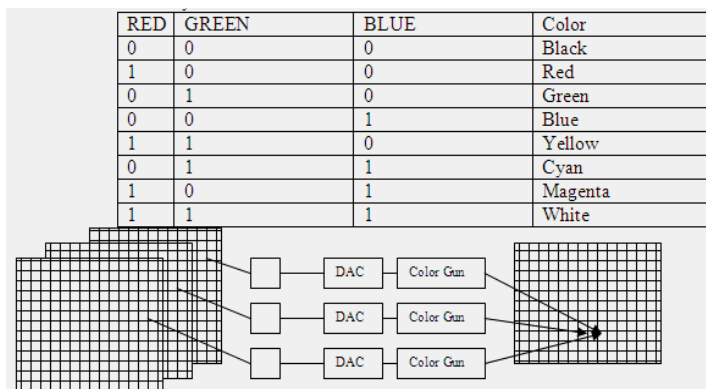 RED GREEN BLUE Color
0 0 0 Black
1 0 0 Red
0 1 0 Green
0 0 1 Blue
1 1 0 Yellow
0 1 1 Cyan
1 0 1 Magenta
1 1 1 White
DAC Color Gun
DAC Color Gun
DAC Color Gun